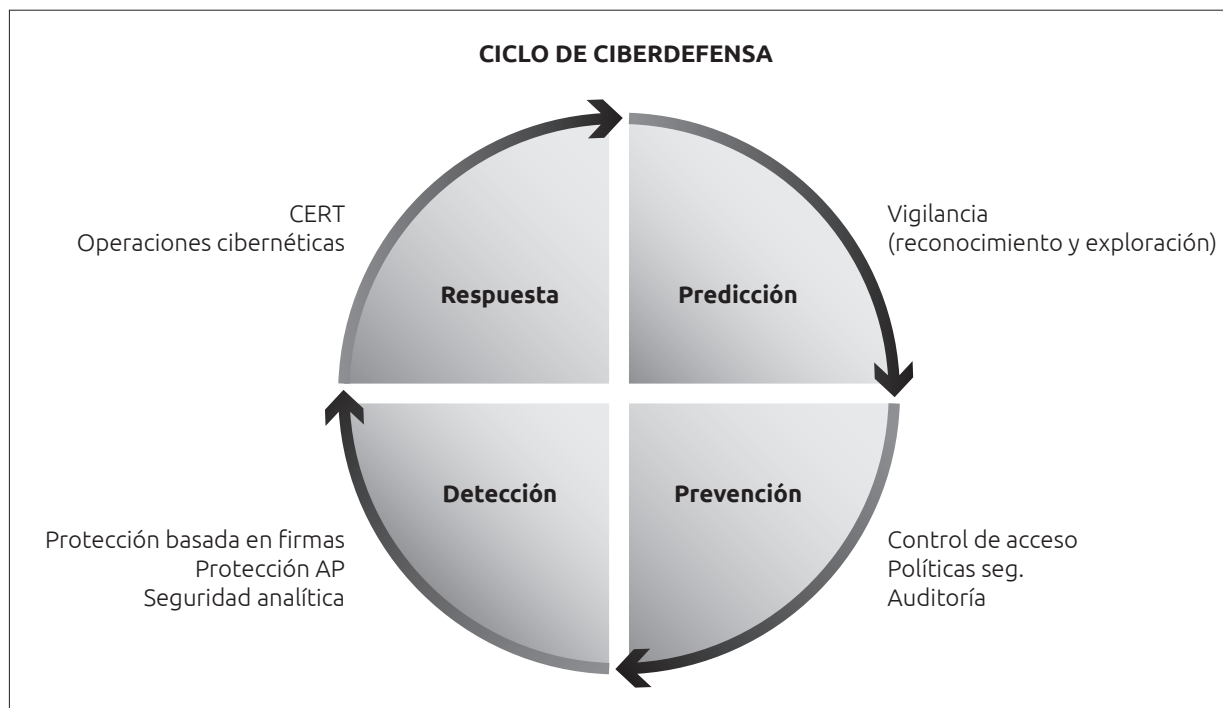 CICLO DE CIBERDEFENSA
CERT
Operaciones cibernéticas
Vigilancia
(reconocimiento y exploración)
Respuesta
Predicción
Detección
Prevención
Protección basada en firmas
Protección AP
Seguridad analítica
Control de acceso
Políticas seg.
Auditoría